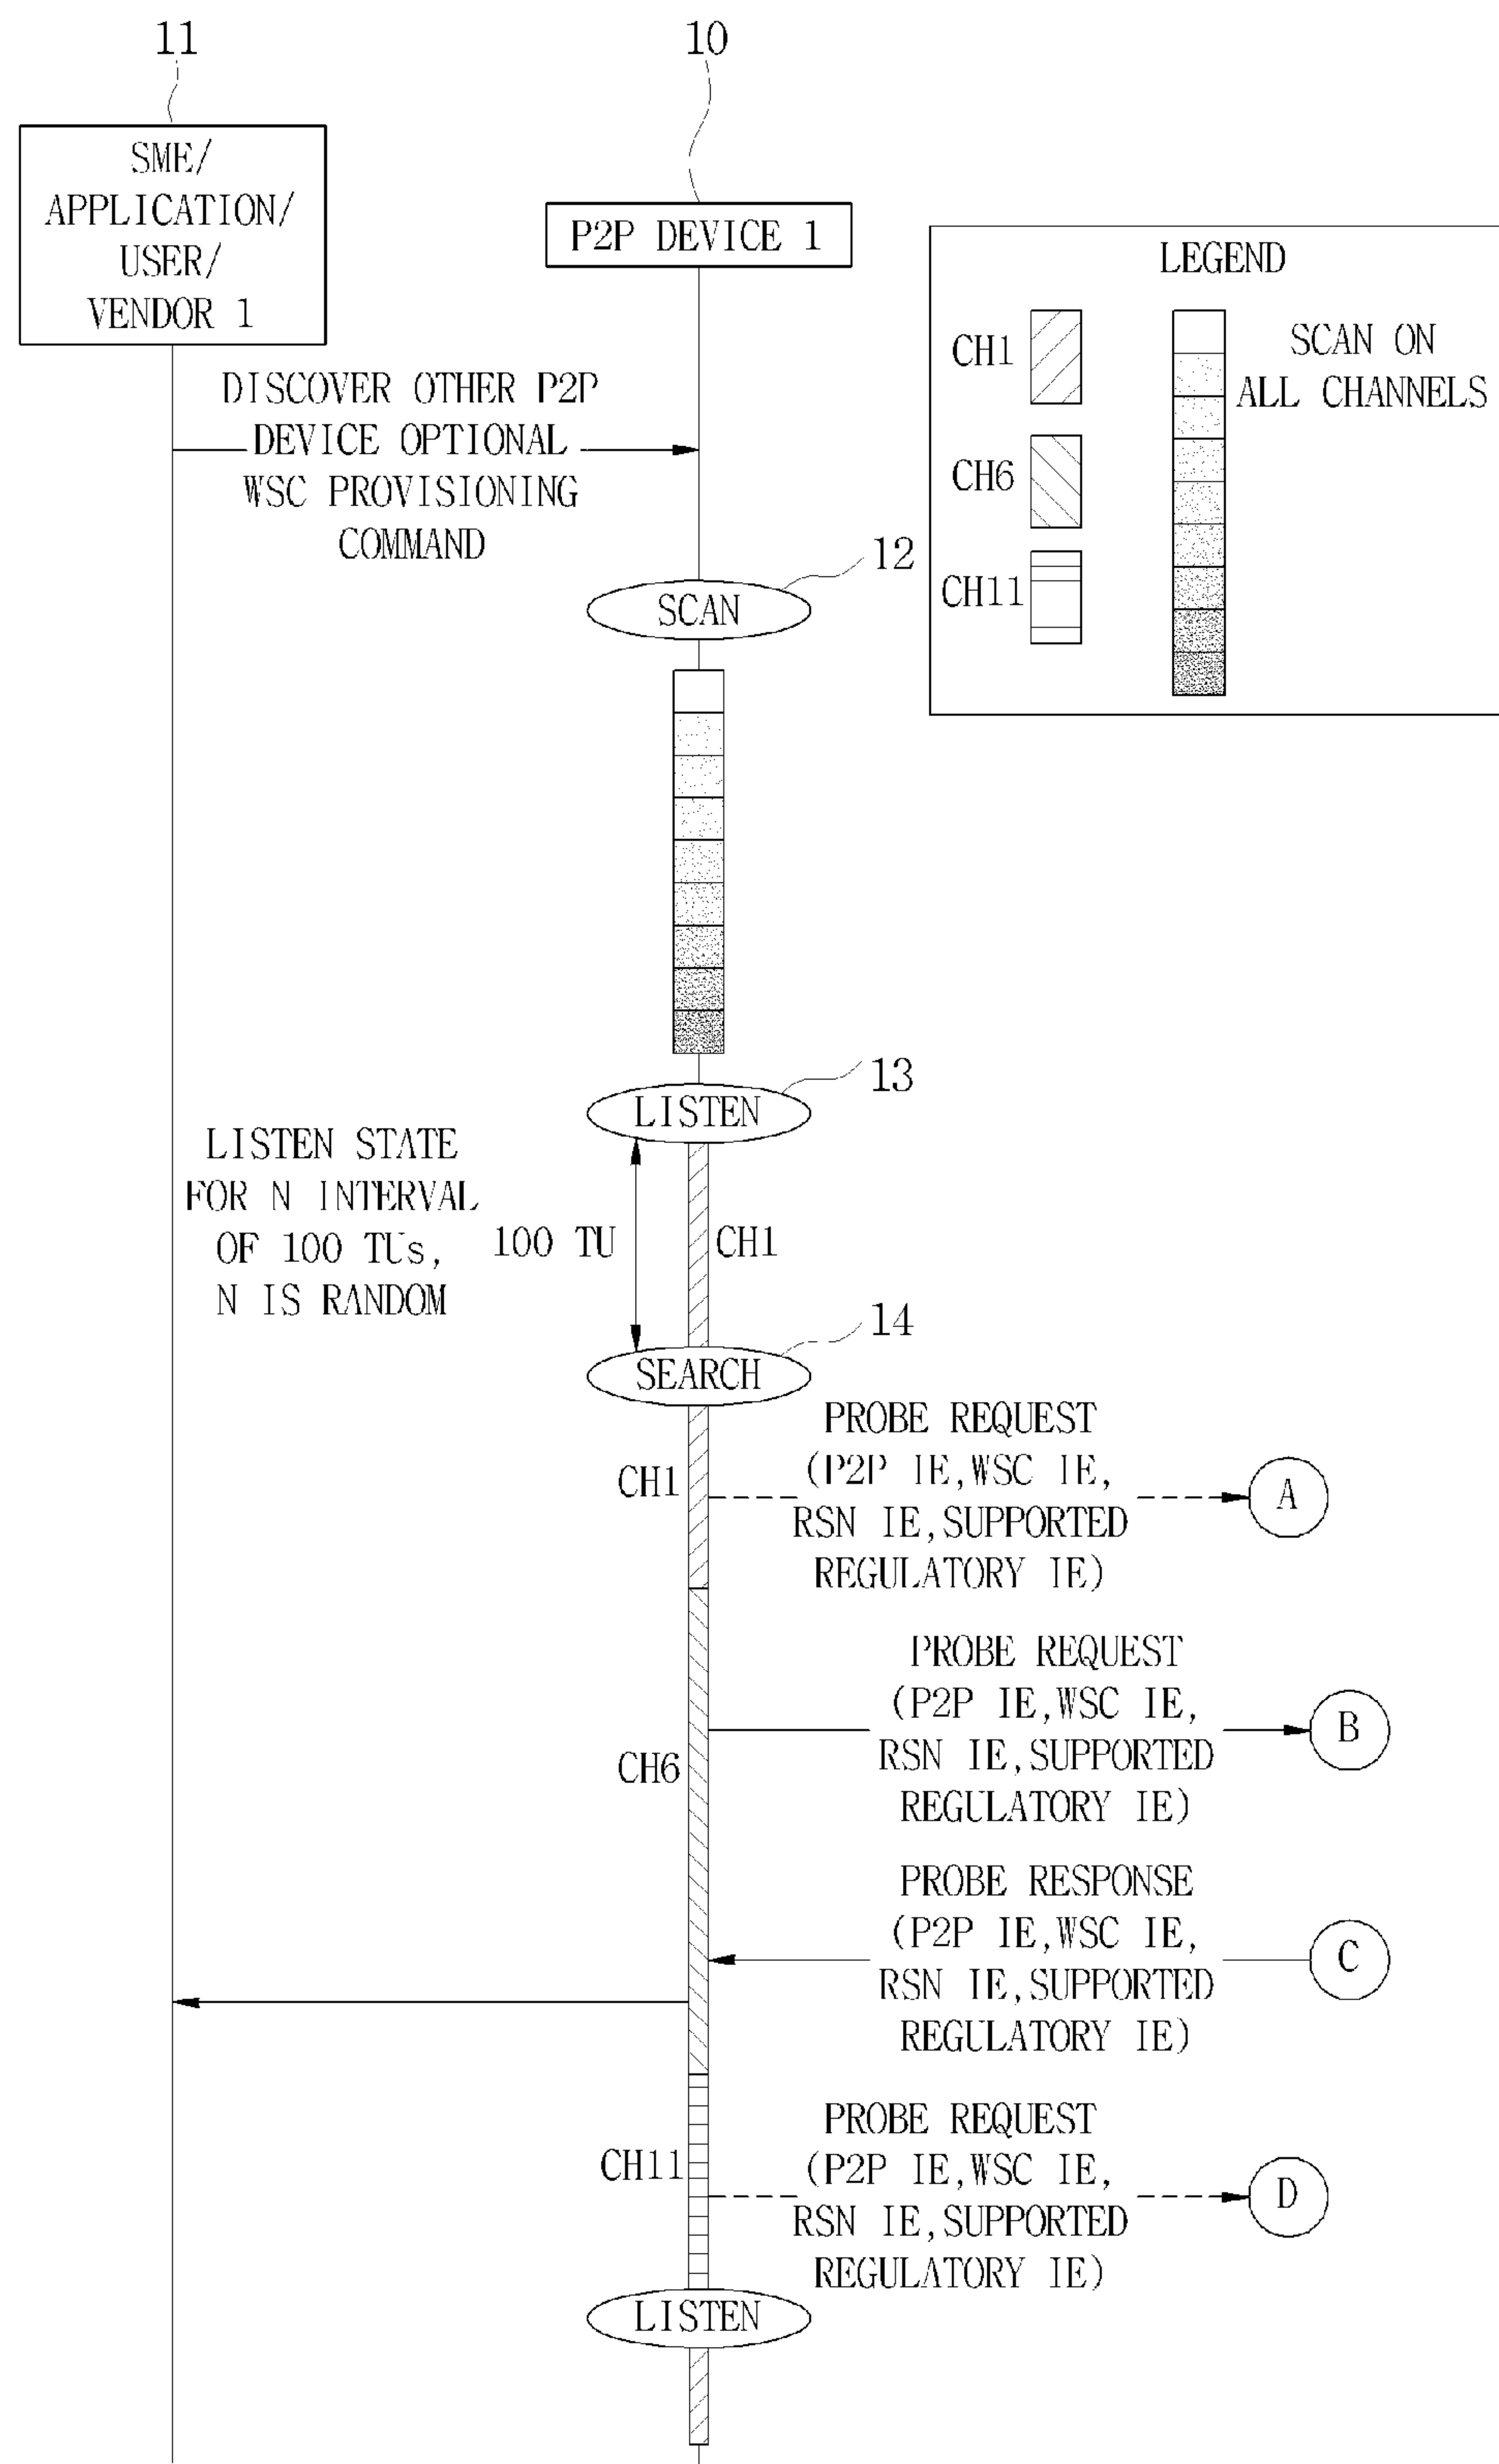 11
10
SME/
APPLICATION/
USER/
VENDOR 1
P2P DEVICE 1
LEGEND
CH1
CH6
CH11
SCAN ON
ALL CHANNELS
DISCOVER OTHER P2P
DEVICE OPTIONAL
WSC PROVISIONING
COMMAND
12
SCAN
13
LISTEN
LISTEN STATE
FOR N INTERVAL
OF 100 TUs,
N IS RANDOM
100 TU
CH1
14
SEARCH
CH1
PROBE REQUEST
(P2P IE,WSC IE,
RSN IE,SUPPORTED
REGULATORY IE)
A
CH6
PROBE REQUEST
(P2P IE,WSC IE,
RSN IE,SUPPORTED
REGULATORY IE)
B
PROBE RESPONSE
(P2P IE,WSC IE,
RSN IE,SUPPORTED
REGULATORY IE)
C
CH11
PROBE REQUEST
(P2P IE,WSC IE,
RSN IE,SUPPORTED
REGULATORY IE)
D
LISTEN